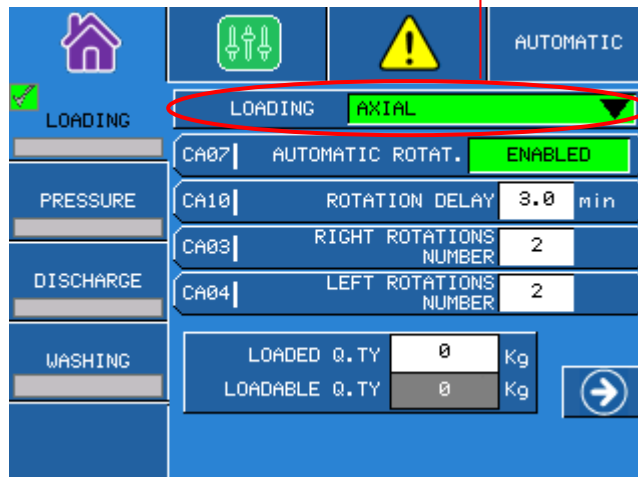 AUTOMATIC
LOADING
LOADING AXIAL
CA07 AUTOMATIC ROTAT. ENABLED
PRESSURE
CA10 ROTATION DELAY 3.0 min
CA03 RIGHT ROTATIONS NUMBER 2
DISCHARGE
CA04 LEFT ROTATIONS NUMBER 2
WASHING
LOADED Q.TY 0 Kg
LOADABLE Q.TY 0 Kg